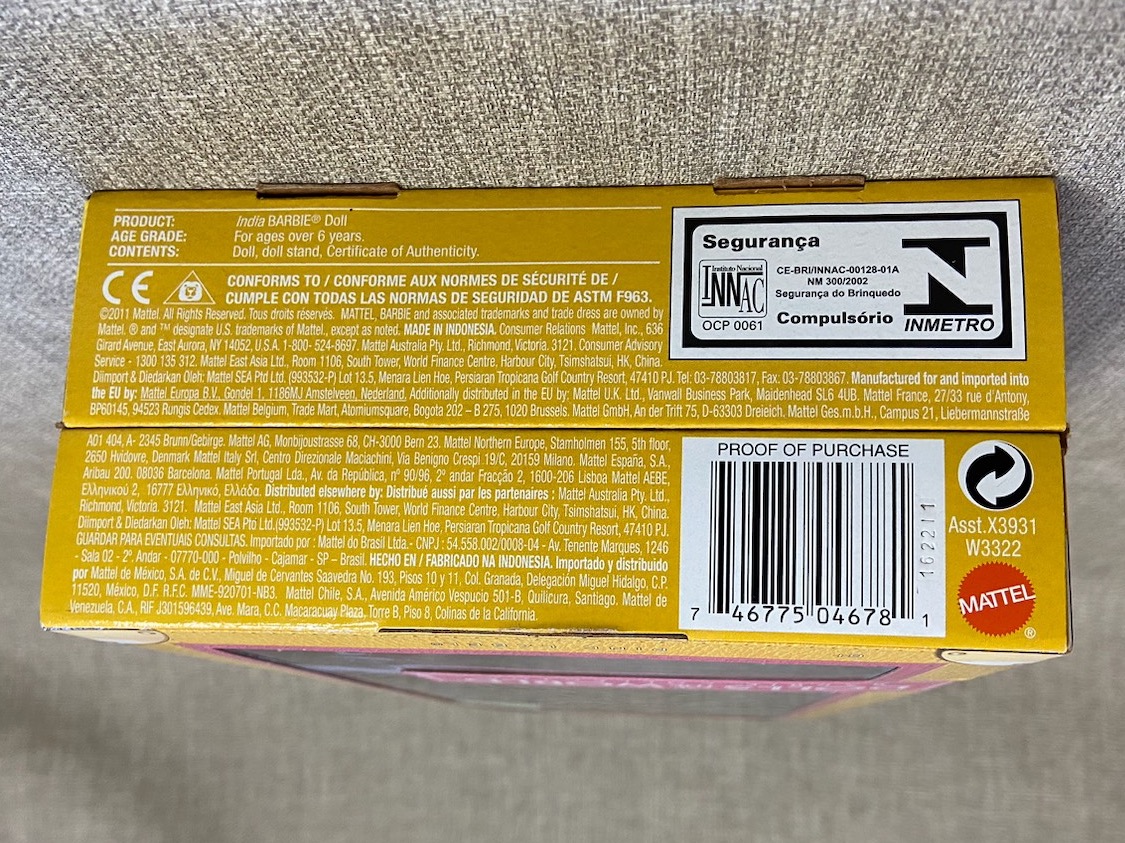 PRODUCT: India BARBIE® Doll
AGE GRADE: For ages over 6 years.
CONTENTS: Doll, doll stand, Certificate of Authenticity.
CE
CONFORMS TO / CONFORME AUX NORMES DE SÉCURITÉ DE /
CUMPLE CON TODAS LAS NORMAS DE SEGURIDAD DE ASTM F963.
©2011 Mattel. All Rights Reserved. Tous droits réservés. MATTEL, BARBIE and associated trademarks and trade dress are owned by
Mattel. ® and ™ designate U.S. trademarks of Mattel., except as noted. MADE IN INDONESIA. Consumer Relations Mattel, Inc., 636
Girard Avenue, East Aurora, NY 14052, U.S.A. 1-800- 524-8697. Mattel Australia Pty. Ltd., Richmond, Victoria. 3121. Consumer Advisory
Service - 1300 135 312. Mattel East Asia Ltd., Room 1106, South Tower, World Finance Centre, Harbour City, Tsimshatsui, HK, China.
Diimport & Diedarkan Oleh: Mattel SEA Ptd Ltd. (993532-P) Lot 13.5, Menara Lien Hoe, Persiaran Tropicana Golf Country Resort, 47410 PJ. Tel: 03-78803817, Fax: 03-78803867. Manufactured for and imported into
the EU by: Mattel Europa B.V., Gondel 1, 1186MJ Amstelveen, Nederland. Additionally distributed in the EU by: Mattel U.K. Ltd., Vanwall Business Park, Maidenhead SL6 4UB. Mattel France, 27/33 rue d'Antony,
BP60145, 94523 Rungis Cedex. Mattel Belgium, Trade Mart, Atomiumsquare, Bogota 202 – B 275, 1020 Brussels. Mattel GmbH, An der Trift 75, D-63303 Dreieich. Mattel Ges.m.b.H., Campus 21, Liebermannstraße
Segurança
Instituto Nacional
INNAC
OCP 0061
CE-BRI/INNAC-00128-01A
NM 300/2002
Segurança do Brinquedo
Compulsório
INMETRO
A01 404, A- 2345 Brunn/Gebirge. Mattel AG, Monbijoustrasse 68, CH-3000 Bern 23. Mattel Northern Europe, Stamholmen 155, 5th floor,
2650 Hvidovre, Denmark Mattel Italy Srl, Centro Direzionale Maciachini, Via Benigno Crespi 19/C, 20159 Milano. Mattel España, S.A.,
Aribau 200. 08036 Barcelona. Mattel Portugal Lda., Av. da República, nº 90/96, 2º andar Fracção 2, 1600-206 Lisboa Mattel AEBE,
Ελληνικού 2, 16777 Ελληνικό, Ελλάδα. Distributed elsewhere by: Distribué aussi par les partenaires : Mattel Australia Pty. Ltd.,
Richmond, Victoria. 3121. Mattel East Asia Ltd., Room 1106, South Tower, World Finance Centre, Harbour City, Tsimshatsui, HK, China.
Diimport & Diedarkan Oleh: Mattel SEA Pto Ltd.(993532-P) Lot 13.5, Menara Lien Hoe, Persiaran Tropicana Golf Country Resort, 47410 PJ.
GUARDAR PARA EVENTUAIS CONSULTAS. Importado por : Mattel do Brasil Ltda.- CNPJ : 54.558.002/0008-04 - Av. Tenente Marques, 1246
- Sala 02 - 2º. Andar - 07770-000 - Polvilho - Cajamar - SP – Brasil. HECHO EN / FABRICADO NA INDONESIA. Importado y distribuido
por Mattel de México, S.A. de C.V., Miguel de Cervantes Saavedra No. 193, Pisos 10 y 11, Col. Granada, Delegación Miguel Hidalgo, C.P.
11520, México, D.F. R.F.C. MME-920701-NB3. Mattel Chile, S.A., Avenida Américo Vespucio 501-B, Quilicura, Santiago. Mattel de
Venezuela, C.A., RIF J301596439, Ave. Mara, C.C. Macaracuay Plaza, Torre B, Piso 8, Colinas de la California.
PROOF OF PURCHASE
7 46775 04678 1
Asst.X3931
W3322
MATTEL
®